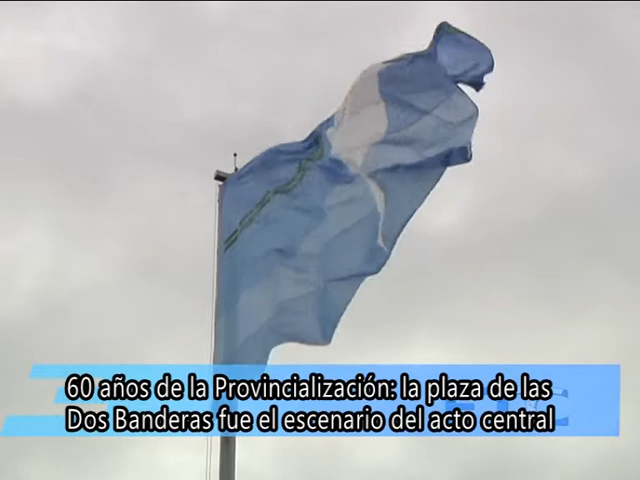 60 años de la Provincialización: la plaza de las
Dos Banderas fue el escenario del acto central